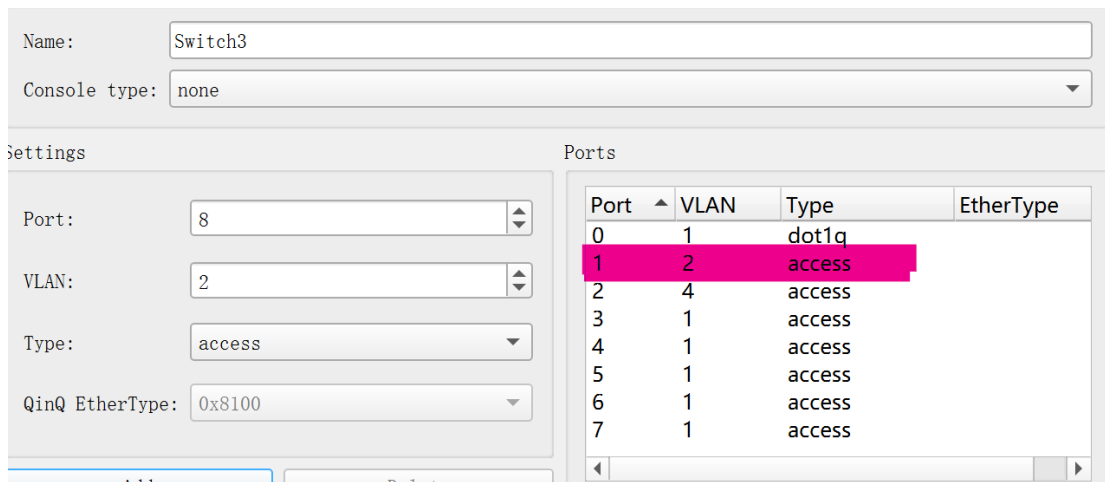 Name: Switch3
Console type: none
Settings
Port: 8
VLAN: 2
Type: access
QinQ EtherType: 0x8100
Ports
Port VLAN Type EtherType
0 1 dot1q
1 2 access
2 4 access
3 1 access
4 1 access
5 1 access
6 1 access
7 1 access